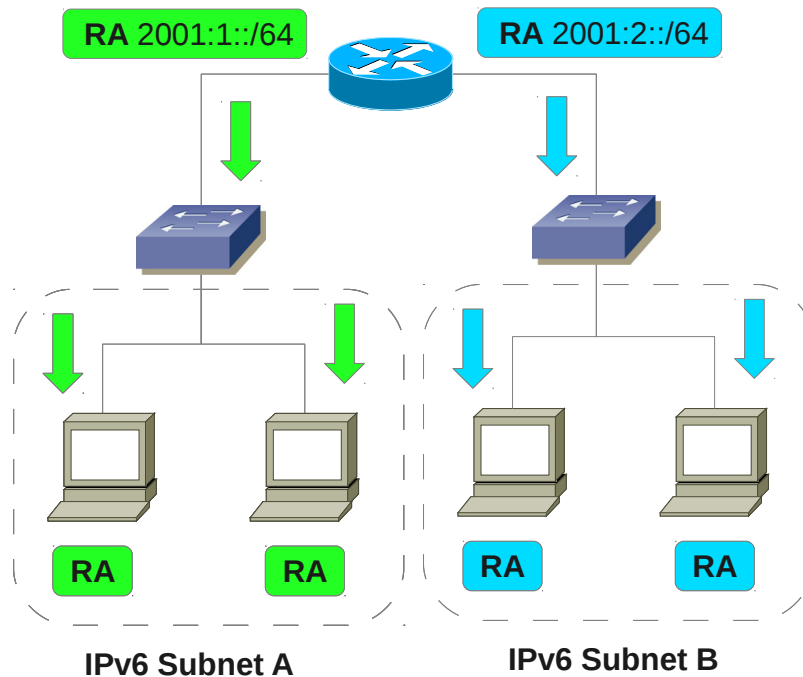 RA 2001:1::/64
RA 2001:2::/64
RA
RA
RA
RA
IPv6 Subnet A
IPv6 Subnet B